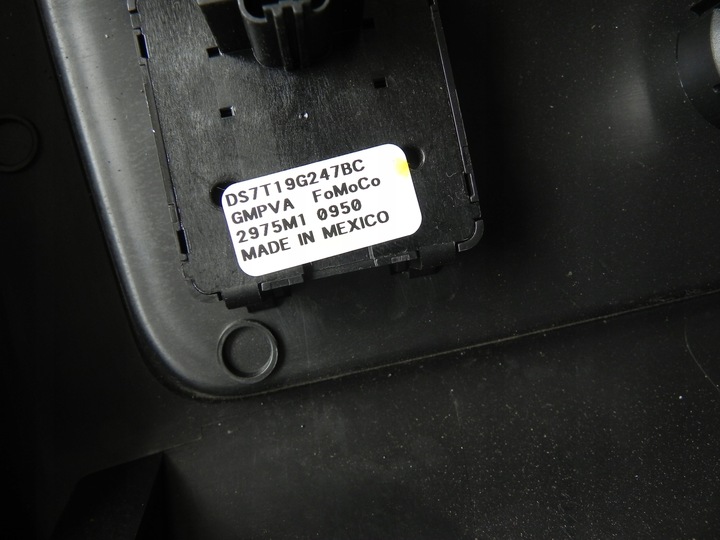 DS7T19G247BC
GMPVA FoMoCo
2975M1 0950
MADE IN MEXICO